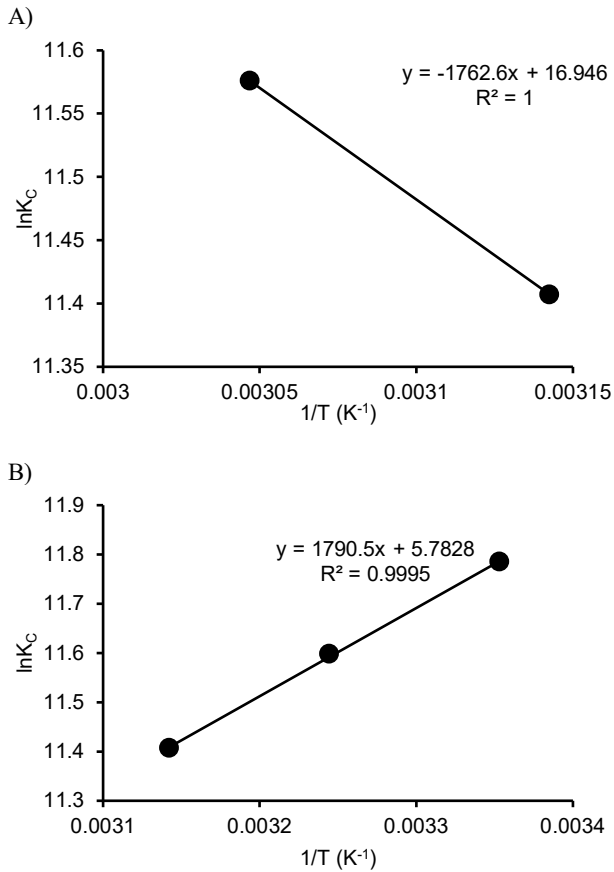 A)
11.6
11.55
11.5
11.45
11.4
11.35
lnK_C
y = -1762.6x + 16.946
R² = 1
0.003 0.00305 0.0031 0.00315
1/T (K⁻¹)
B)
11.9
11.8
11.7
11.6
11.5
11.4
11.3
lnK_C
y = 1790.5x + 5.7828
R² = 0.9995
0.0031 0.0032 0.0033 0.0034
1/T (K⁻¹)